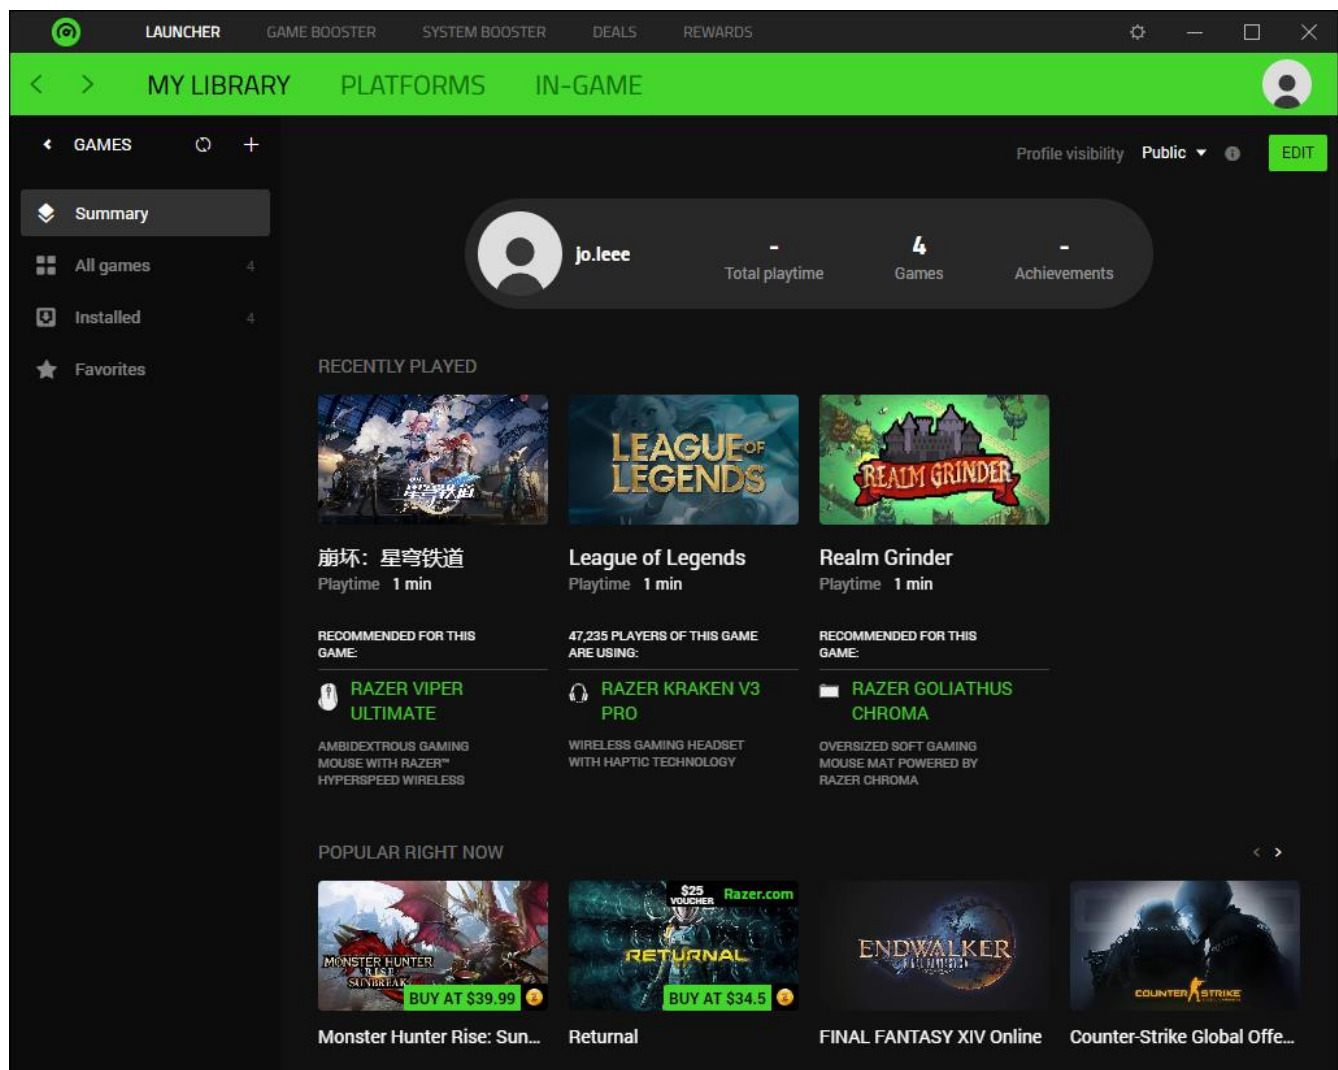 LAUNCHER GAME BOOSTER SYSTEM BOOSTER DEALS REWARDS
MY LIBRARY PLATFORMS IN-GAME
GAMES
Profile visibility Public EDIT
Summary
All games 4
Installed 4
Favorites
jo.leee
- 4 -
Total playtime Games Achievements
RECENTLY PLAYED
崩坏：星穹铁道
LEAGUE OF
LEGENDS
REALM GRINDER
崩坏：星穹铁道 League of Legends Realm Grinder
Playtime 1 min Playtime 1 min Playtime 1 min
RECOMMENDED FOR THIS
GAME:
RAZER VIPER
ULTIMATE
AMBIDEXTROUS GAMING
MOUSE WITH RAZER™
HYPERSPEED WIRELESS
47,235 PLAYERS OF THIS GAME
ARE USING:
RAZER KRAKEN V3
PRO
WIRELESS GAMING HEADSET
WITH HAPTIC TECHNOLOGY
RECOMMENDED FOR THIS
GAME:
RAZER GOLIATHUS
CHROMA
OVERSIZED SOFT GAMING
MOUSE MAT POWERED BY
RAZER CHROMA
POPULAR RIGHT NOW
MONSTER HUNTER
RISE
SUNBREAK
BUY AT $39.99
$25
VOUCHER
Razer.com
RETURNAL
BUY AT $34.5
ENDWALKER
COUNTER STRIKE
Monster Hunter Rise: Sun... Returnal FINAL FANTASY XIV Online Counter-Strike Global Offe...